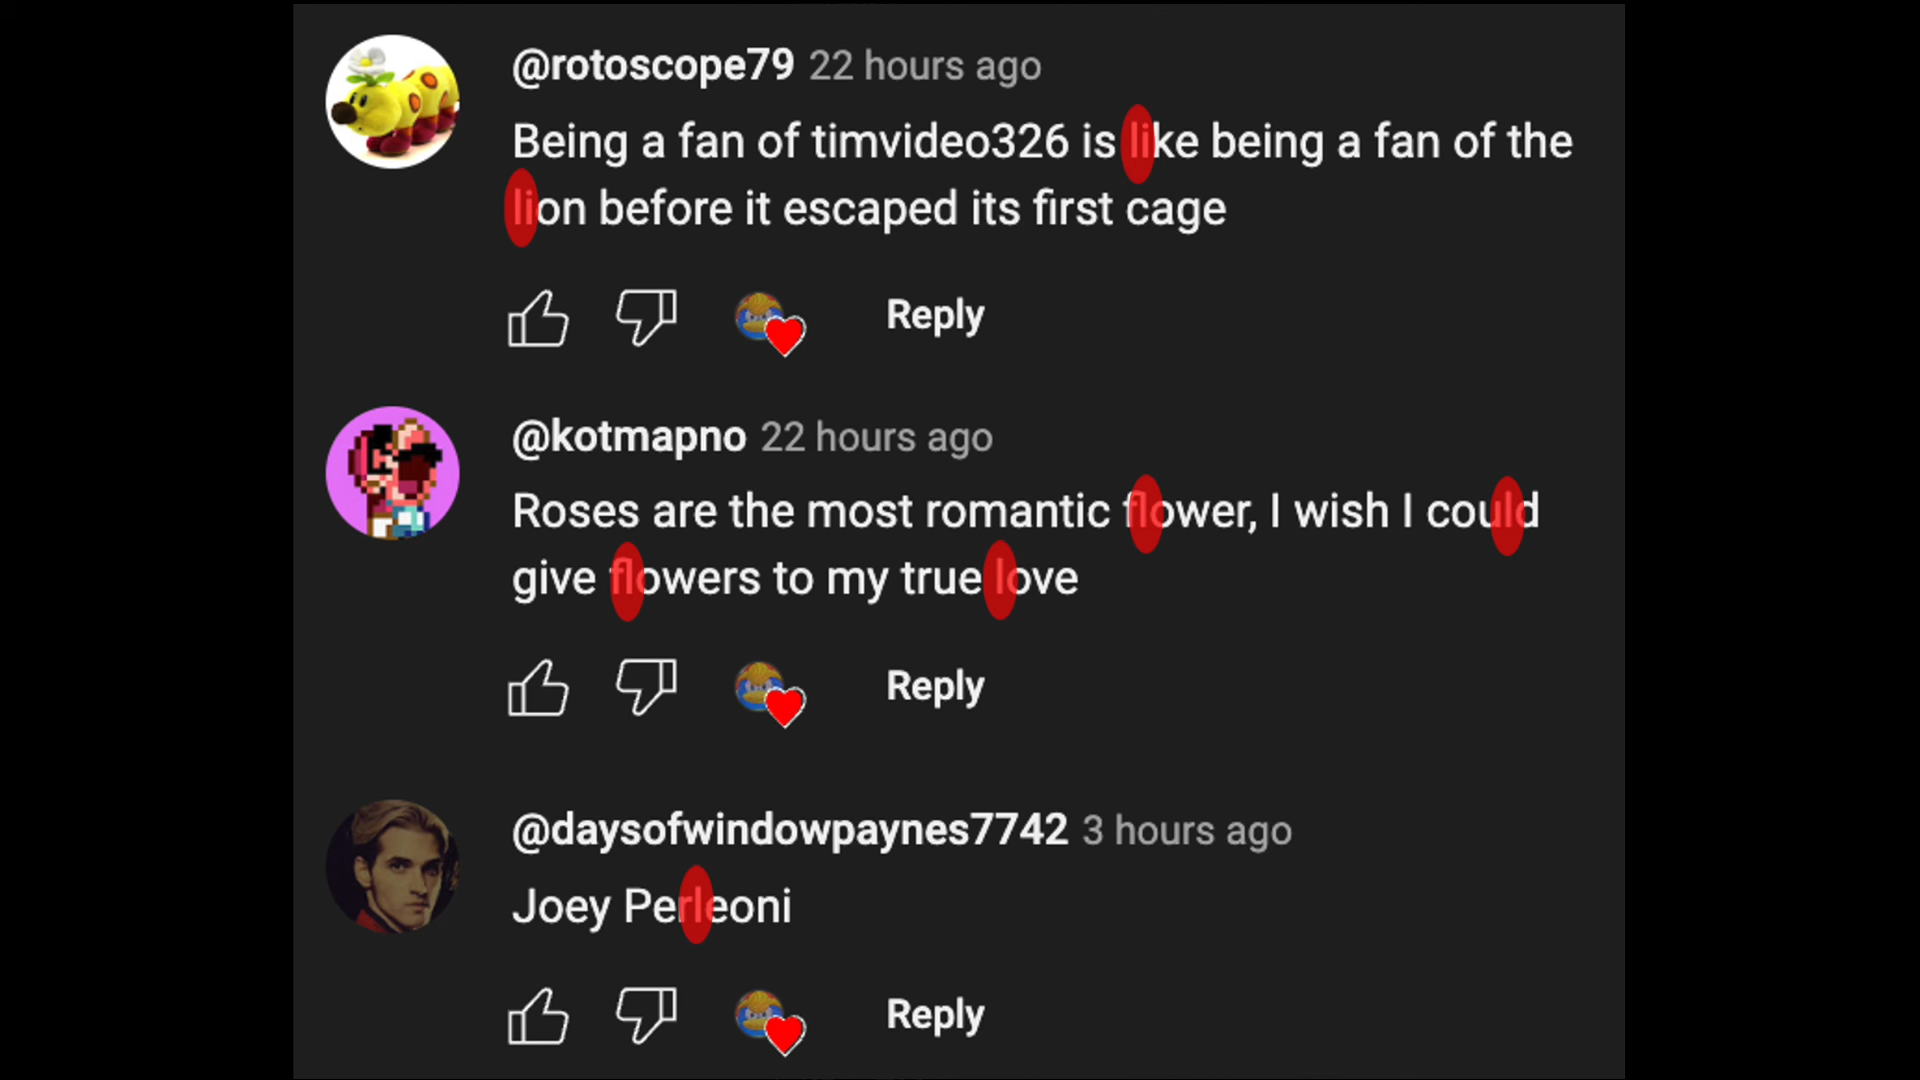 @rotoscope79 22 hours ago
Being a fan of timvideo326 is like being a fan of the
lion before it escaped its first cage
Reply
@kotmapno 22 hours ago
Roses are the most romantic flower, I wish I could
give flowers to my true love
Reply
@daysofwindowpaynes7742 3 hours ago
Joey Perleoni
Reply